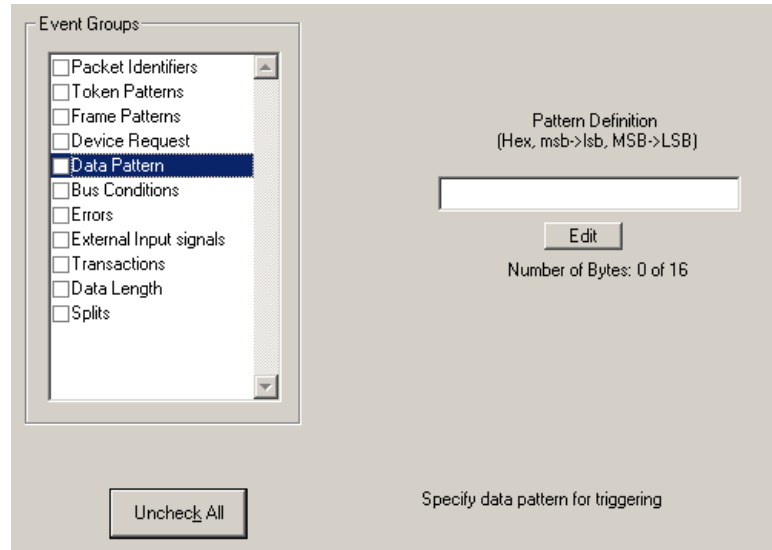 Event Groups
Packet Identifiers
Token Patterns
Frame Patterns
Device Request
Data Pattern
Bus Conditions
Errors
External Input signals
Transactions
Data Length
Splits
Uncheck All
Pattern Definition
(Hex, msb->lsb, MSB->LSB)
Edit
Number of Bytes: 0 of 16
Specify data pattern for triggering